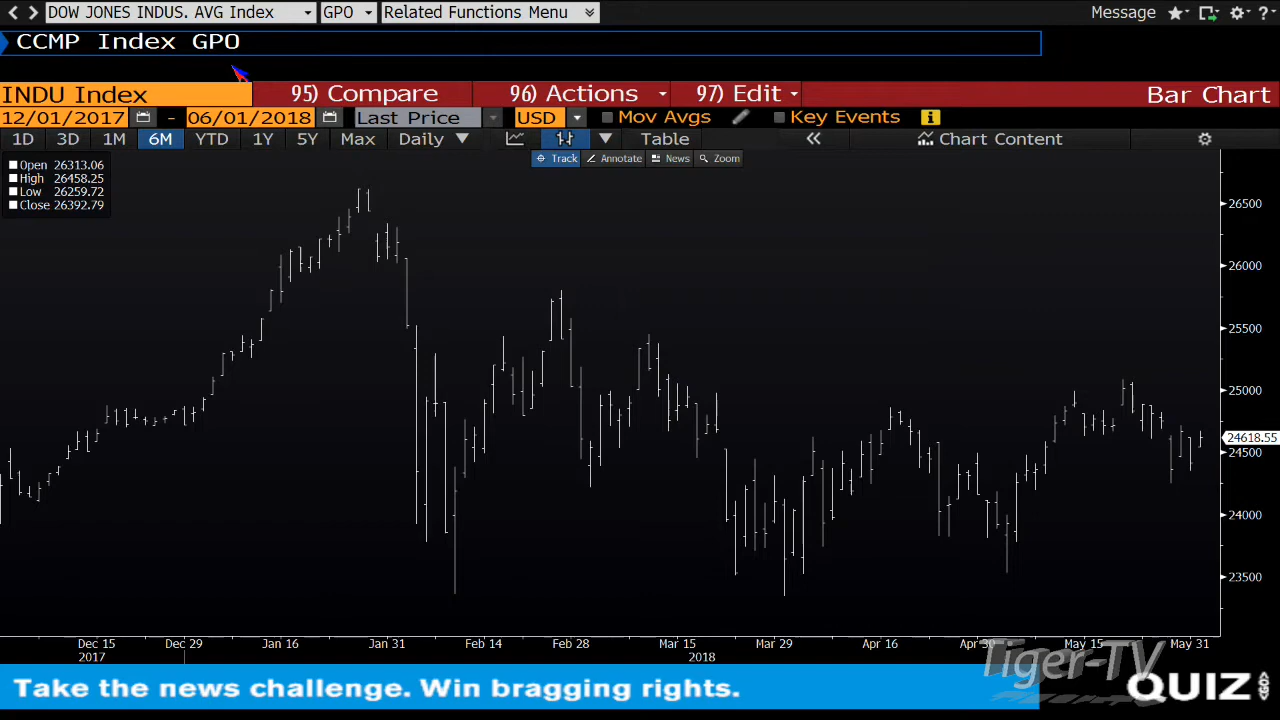 DOW JONES INDUS. AVG Index GPO Related Functions Menu Message ?
CCMP Index GPO
INDU Index 95) Compare 96) Actions 97) Edit Bar Chart
12/01/2017 - 06/01/2018 Last Price USD Mov Avgs Key Events i
1D 3D 1M 6M YTD 1Y 5Y Max Daily Table « Chart Content
Track Annotate News Zoom
Open 26313.06
High 26458.25
Low 26259.72
Close 26392.79
26500
26000
25500
25000
24618.55
24500
24000
23500
Dec 15 Dec 29 Jan 16 Jan 31 Feb 14 Feb 28 Mar 15 Mar 29 Apr 16 Apr 30 May 15 May 31
2017 2018
Tiger-TV
Take the news challenge. Win bragging rights. QUIZ